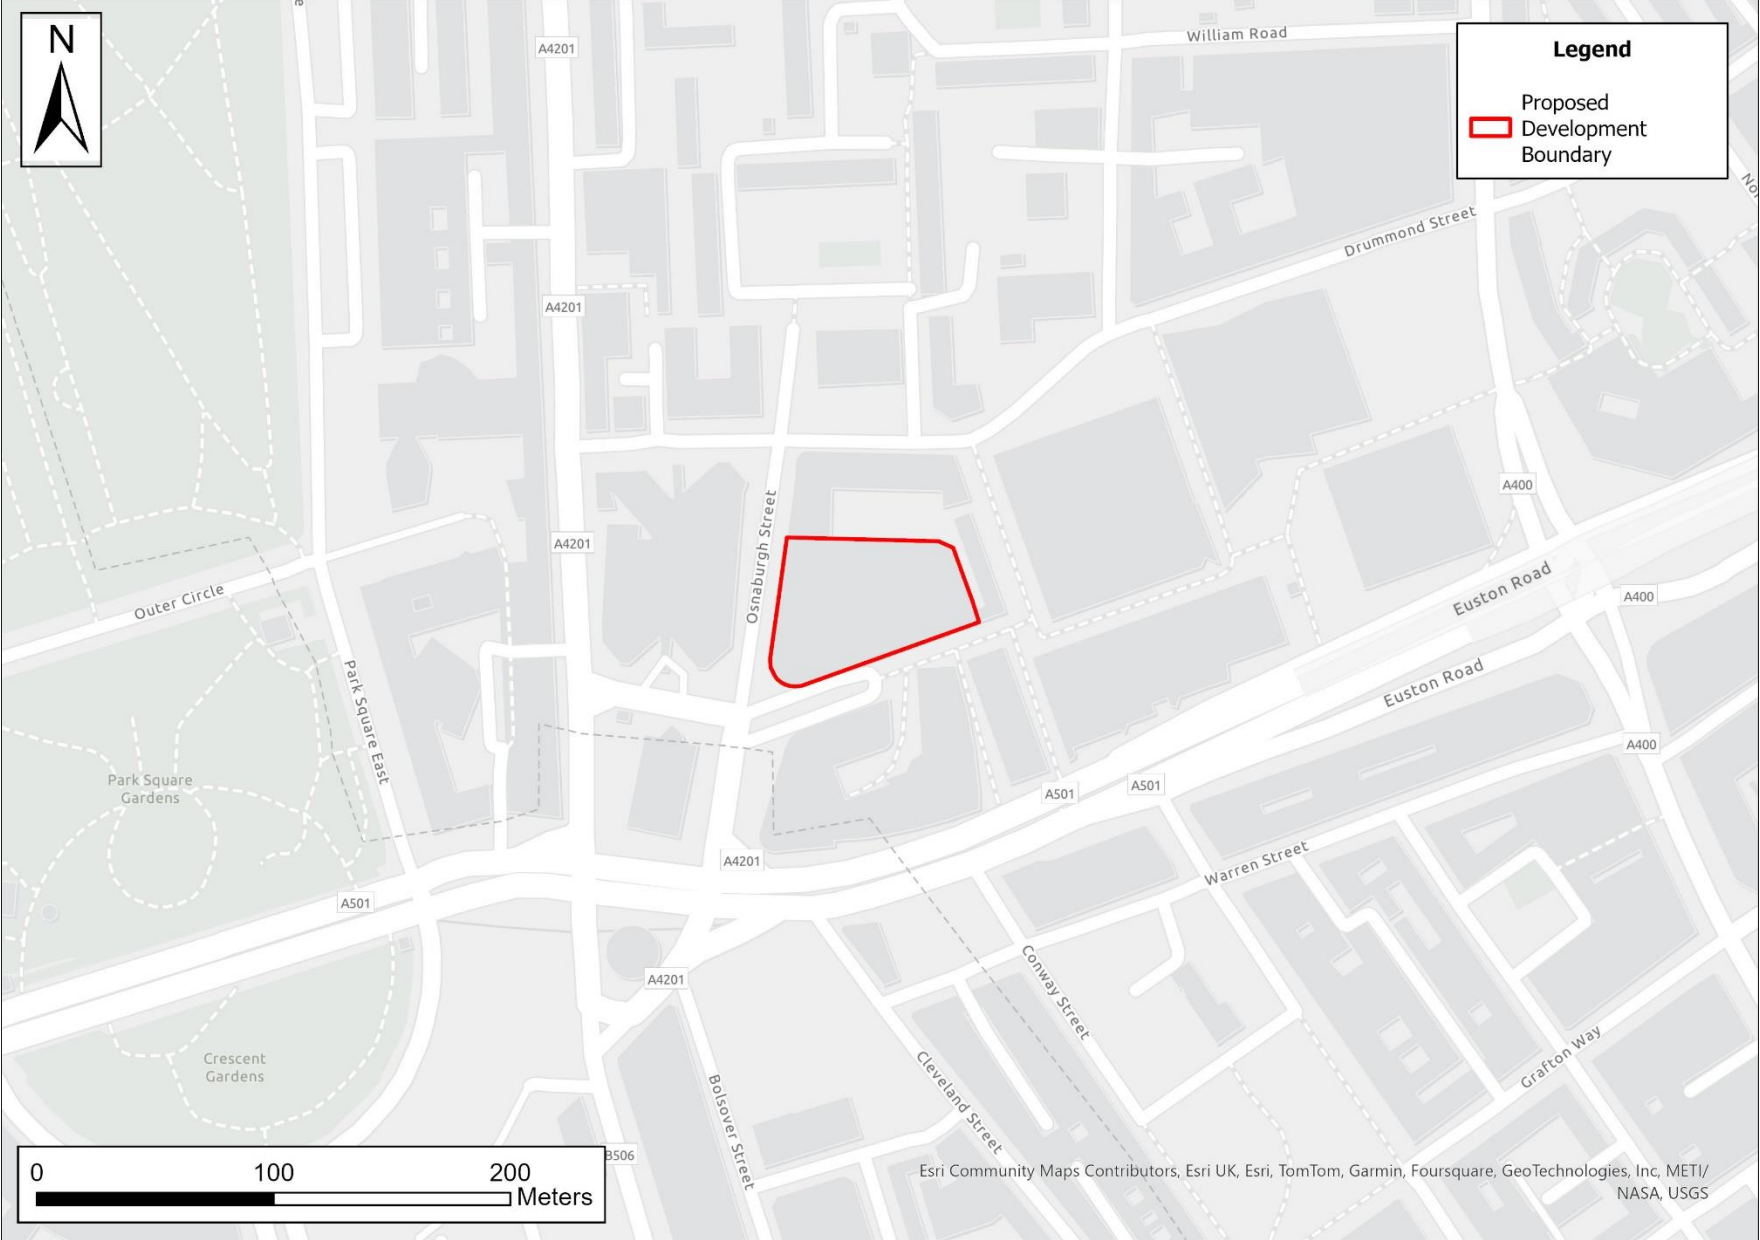 N
A4201
William Road
Legend
Proposed
Development
Boundary
Drummond Street
A4201
A400
Osnaburgh Street
A4201
Outer Circle
Euston Road
A400
Park Square East
Euston Road
A400
Park Square
Gardens
A501
A501
A4201
Warren Street
A501
A4201
Conway Street
Crescent
Gardens
Cleveland Street
Grafton Way
Bolsover Street
B506
0 100 200
Meters
Esri Community Maps Contributors, Esri UK, Esri, TomTom, Garmin, Foursquare, GeoTechnologies, Inc, METI/
NASA, USGS